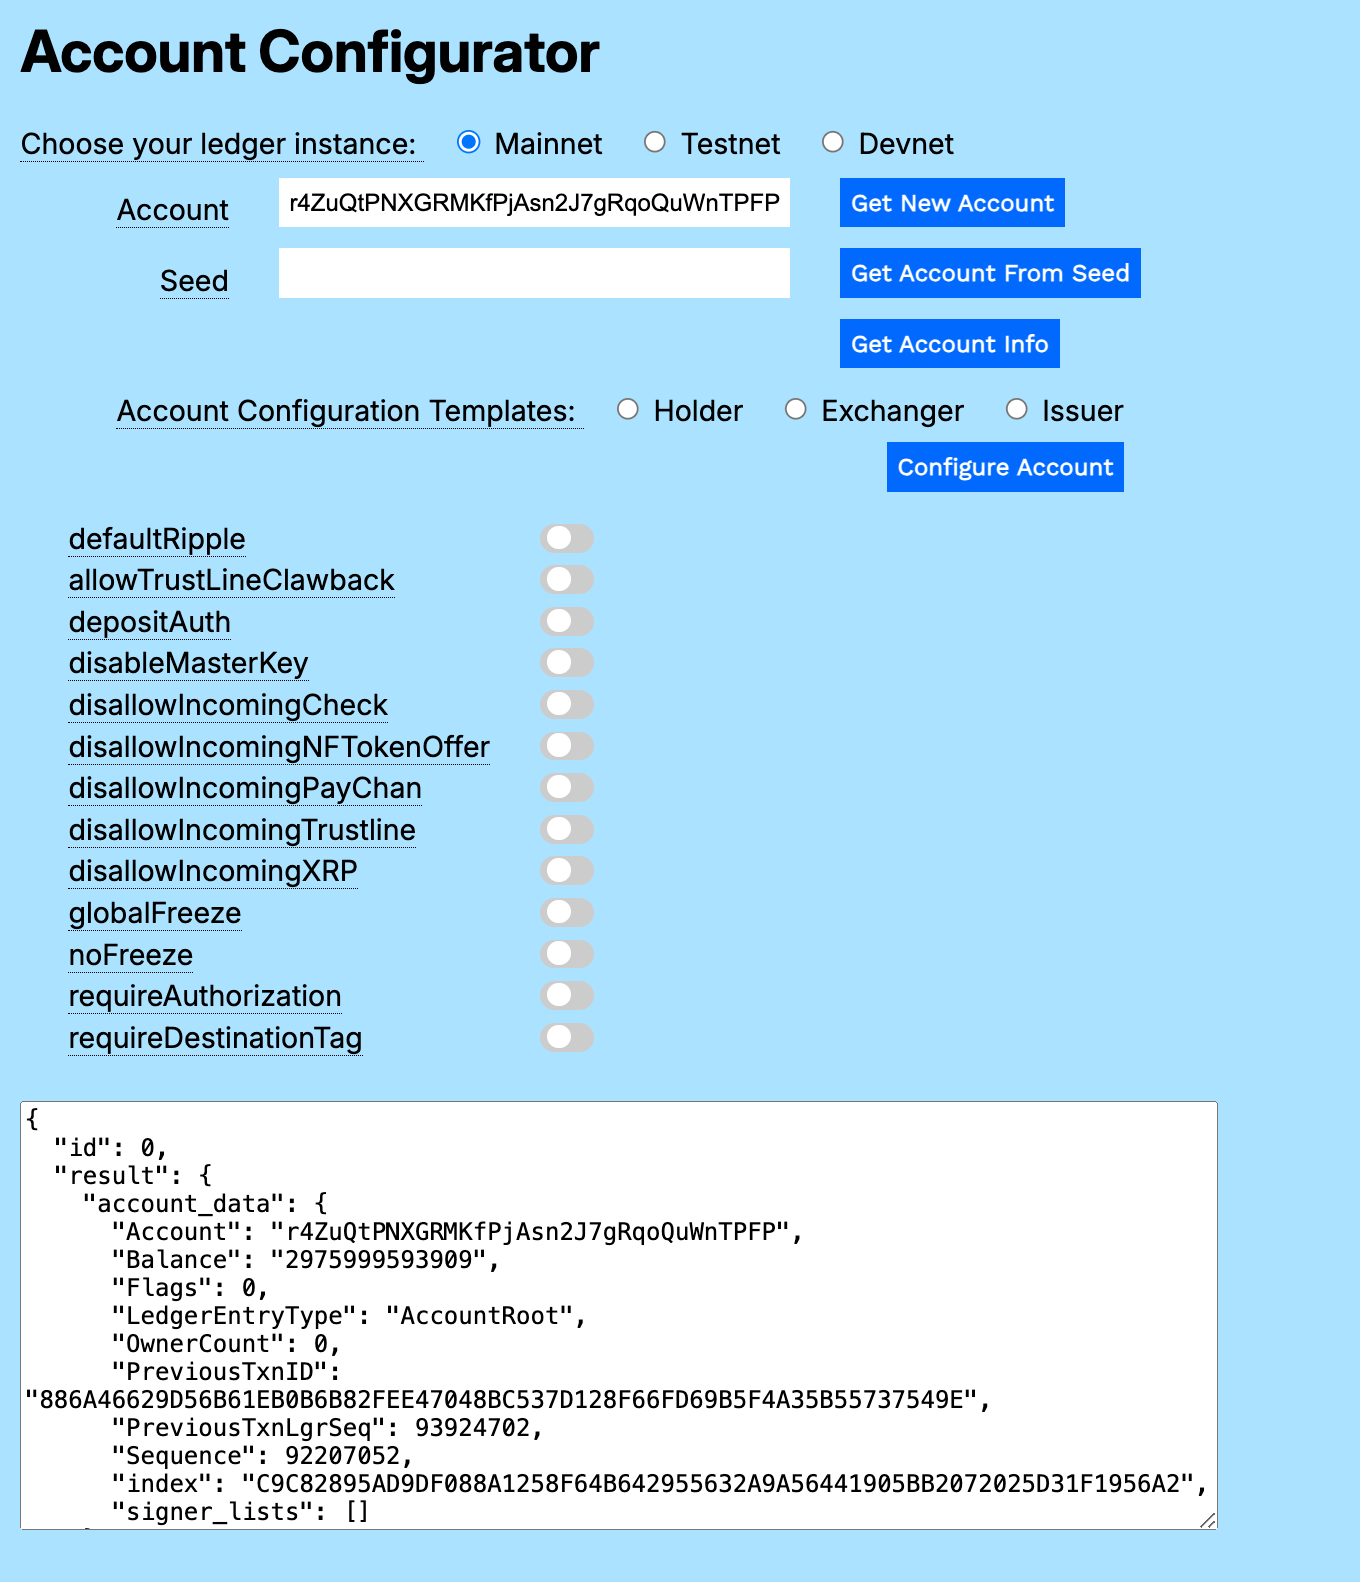 Account Configurator
Choose your ledger instance: Mainnet Testnet Devnet
Account r4ZuQtPNXGRMKfPjAsn2J7gRqoQuWnTPFP Get New Account
Seed Get Account From Seed
Get Account Info
Account Configuration Templates: Holder Exchanger Issuer
Configure Account
defaultRipple
allowTrustLineClawback
depositAuth
disableMasterKey
disallowIncomingCheck
disallowIncomingNFTokenOffer
disallowIncomingPayChan
disallowIncomingTrustline
disallowIncomingXRP
globalFreeze
noFreeze
requireAuthorization
requireDestinationTag
{
  "id": 0,
  "result": {
    "account_data": {
      "Account": "r4ZuQtPNXGRMKfPjAsn2J7gRqoQuWnTPFP",
      "Balance": "2975999593909",
      "Flags": 0,
      "LedgerEntryType": "AccountRoot",
      "OwnerCount": 0,
      "PreviousTxnID":
"886A46629D56B61EB0B6B82FEE47048BC537D128F66FD69B5F4A35B55737549E",
      "PreviousTxnLgrSeq": 93924702,
      "Sequence": 92207052,
      "index": "C9C82895AD9DF088A1258F64B642955632A9A56441905BB2072025D31F1956A2",
      "signer_lists": []